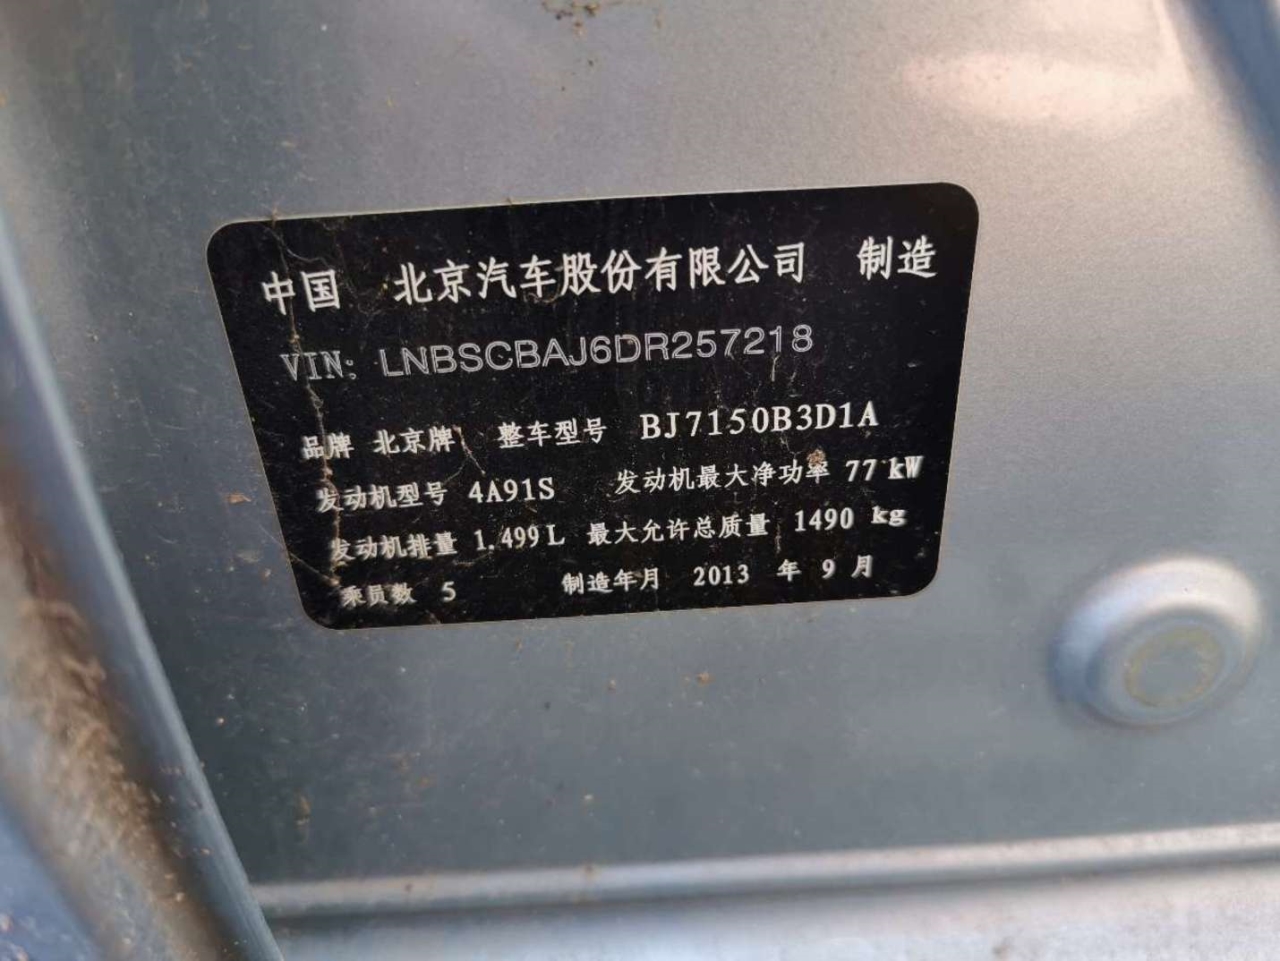 中国 北京汽车股份有限公司 制造
VIN: LNBSCBAJ6DR257218
品牌 北京牌 整车型号 BJ7150B3D1A
发动机型号 4A91S 发动机最大净功率 77 kW
发动机排量 1.499L 最大允许总质量 1490 kg
乘员数 5 制造年月 2013 年 9 月